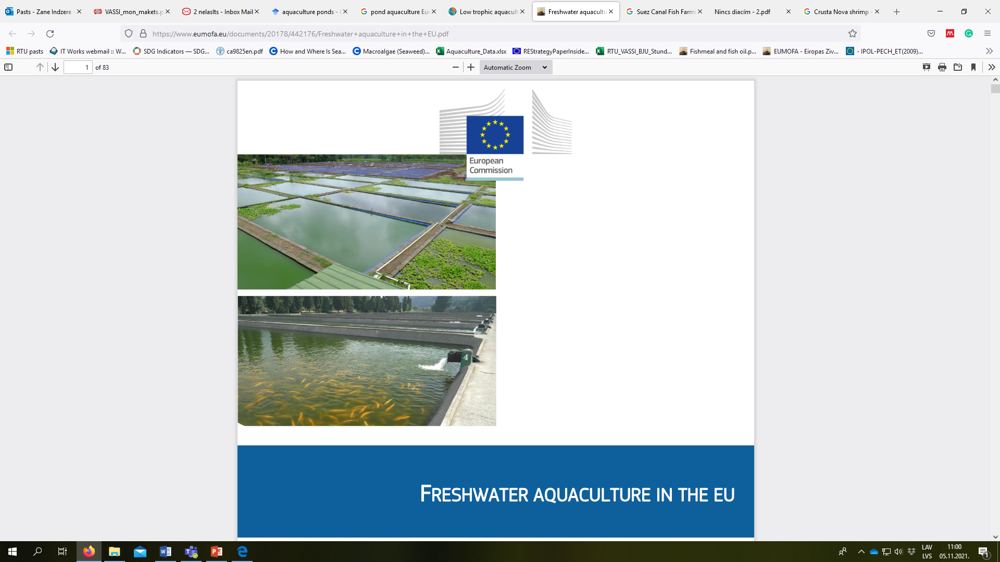 Pasts - Zane Indzere -
VASSI_mon_makets.p
2 nelasīts - Inbox Mail
aquaculture ponds -
pond aquaculture Eu
Low trophic aquacult
Freshwater aquacultu
Suez Canal Fish Farmi
Nincs diacím - 2.pdf
Crusta Nova shrimp -
https://www.eumofa.eu/documents/20178/442176/Freshwater+aquaculture+in+the+EU.pdf
RTU pasts
IT Works webmail :: W...
SDG Indicators — SDG...
ca9825en.pdf
How and Where Is Sea...
Macroalgae (Seaweed)...
Aquaculture_Data.xlsx
REStrategyPaperInside...
RTU_VASSI_BJU_Stund...
Fishmeal and fish oil.p...
EUMOFA - Eiropas Ziv...
- IPOL-PECH_ET(2009)...
1 of 83
Automatic Zoom
European
Commission
4
FRESHWATER AQUACULTURE IN THE EU
LAV
LVS
11:00
05.11.2021.
1